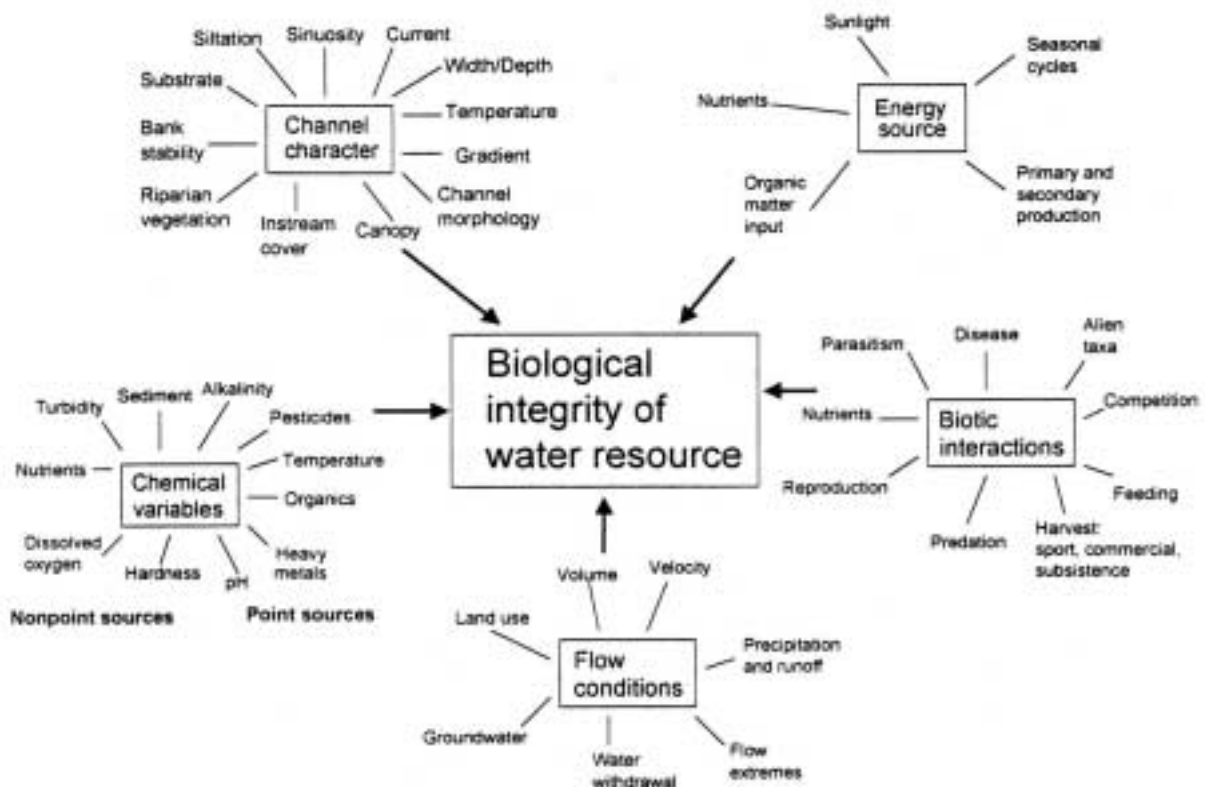 Siltation
Sinuosity
Current
Width/Depth
Substrate
Temperature
Channel
character
Bank
stability
Gradient
Riparian
vegetation
Instream
cover
Canopy
Channel
morphology
Sunlight
Seasonal
cycles
Nutrients
Energy
source
Organic
matter
input
Primary and
secondary
production
Biological
integrity of
water resource
Parasitism
Disease
Alien
taxa
Nutrients
Competition
Biotic
interactions
Reproduction
Feeding
Predation
Harvest:
sport, commercial,
subsistence
Turbidity
Sediment
Alkalinity
Pesticides
Nutrients
Temperature
Chemical
variables
Organics
Dissolved
oxygen
Hardness
pH
Heavy
metals
Nonpoint sources
Point sources
Volume
Velocity
Land use
Precipitation
and runoff
Flow
conditions
Groundwater
Water
withdrawal
Flow
extremes